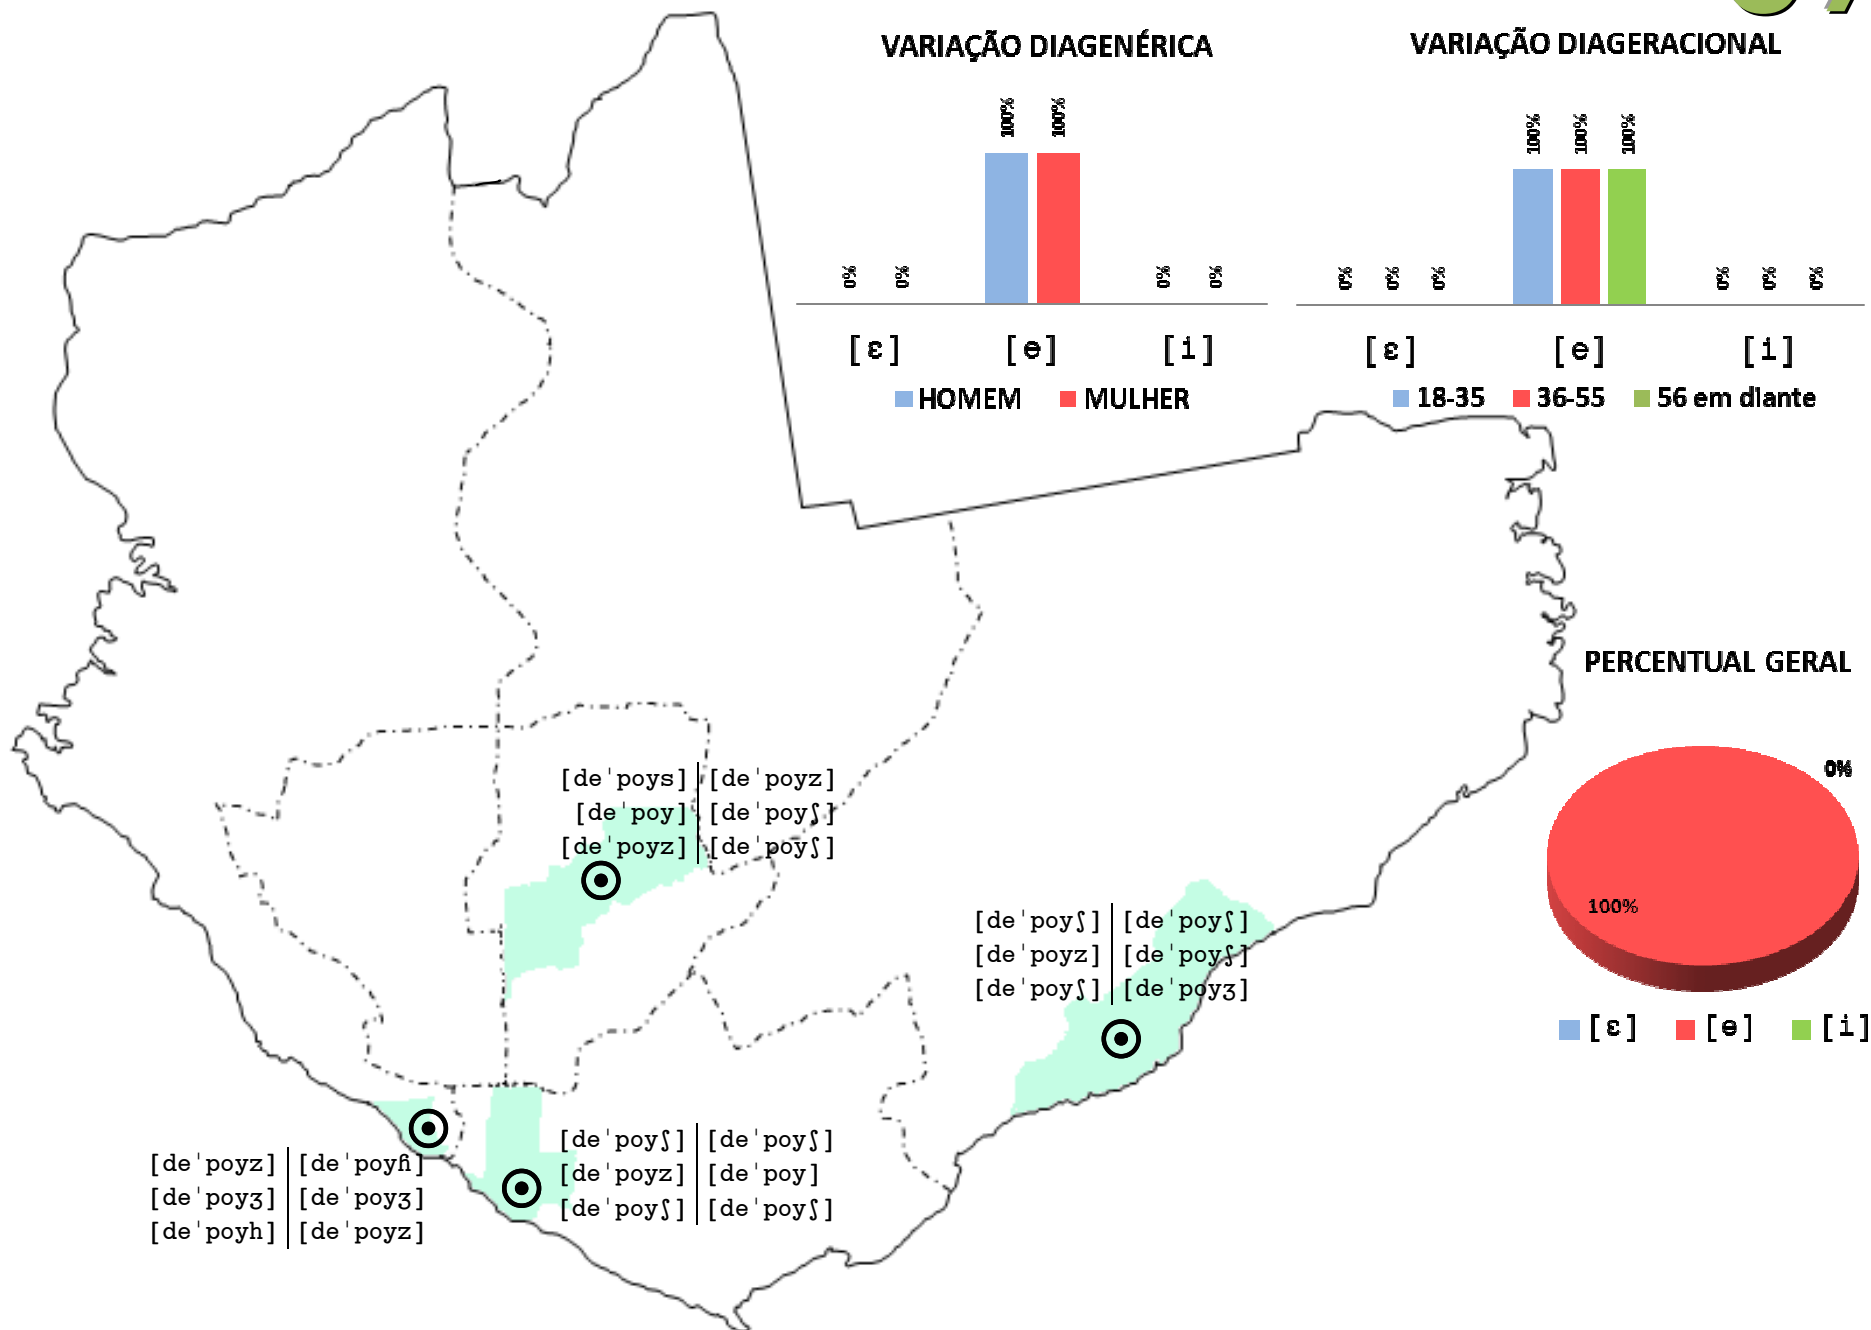 VARIAÇÃO DIAGENÉRICA
100% 100%
0% 0% 0% 0%
[ɛ] [e] [i]
HOMEM MULHER
VARIAÇÃO DIAGERACIONAL
100% 100% 100%
0% 0% 0% 0% 0% 0%
[ɛ] [e] [i]
18-35 36-55 56 em diante
PERCENTUAL GERAL
0%
100%
[ɛ] [e] [i]
[deˈpoys] [deˈpoyz]
[deˈpoy] [deˈpoyʃ]
[deˈpoyz] [deˈpoyʃ]
[deˈpoyʃ] [deˈpoyʃ]
[deˈpoyz] [deˈpoyʃ]
[deˈpoyʃ] [deˈpoyʒ]
[deˈpoyz] [deˈpoyɦ]
[deˈpoyʒ] [deˈpoyʒ]
[deˈpoyh] [deˈpoyz]
[deˈpoyʃ] [deˈpoyʃ]
[deˈpoyz] [deˈpoy]
[deˈpoyʃ] [deˈpoyʃ]